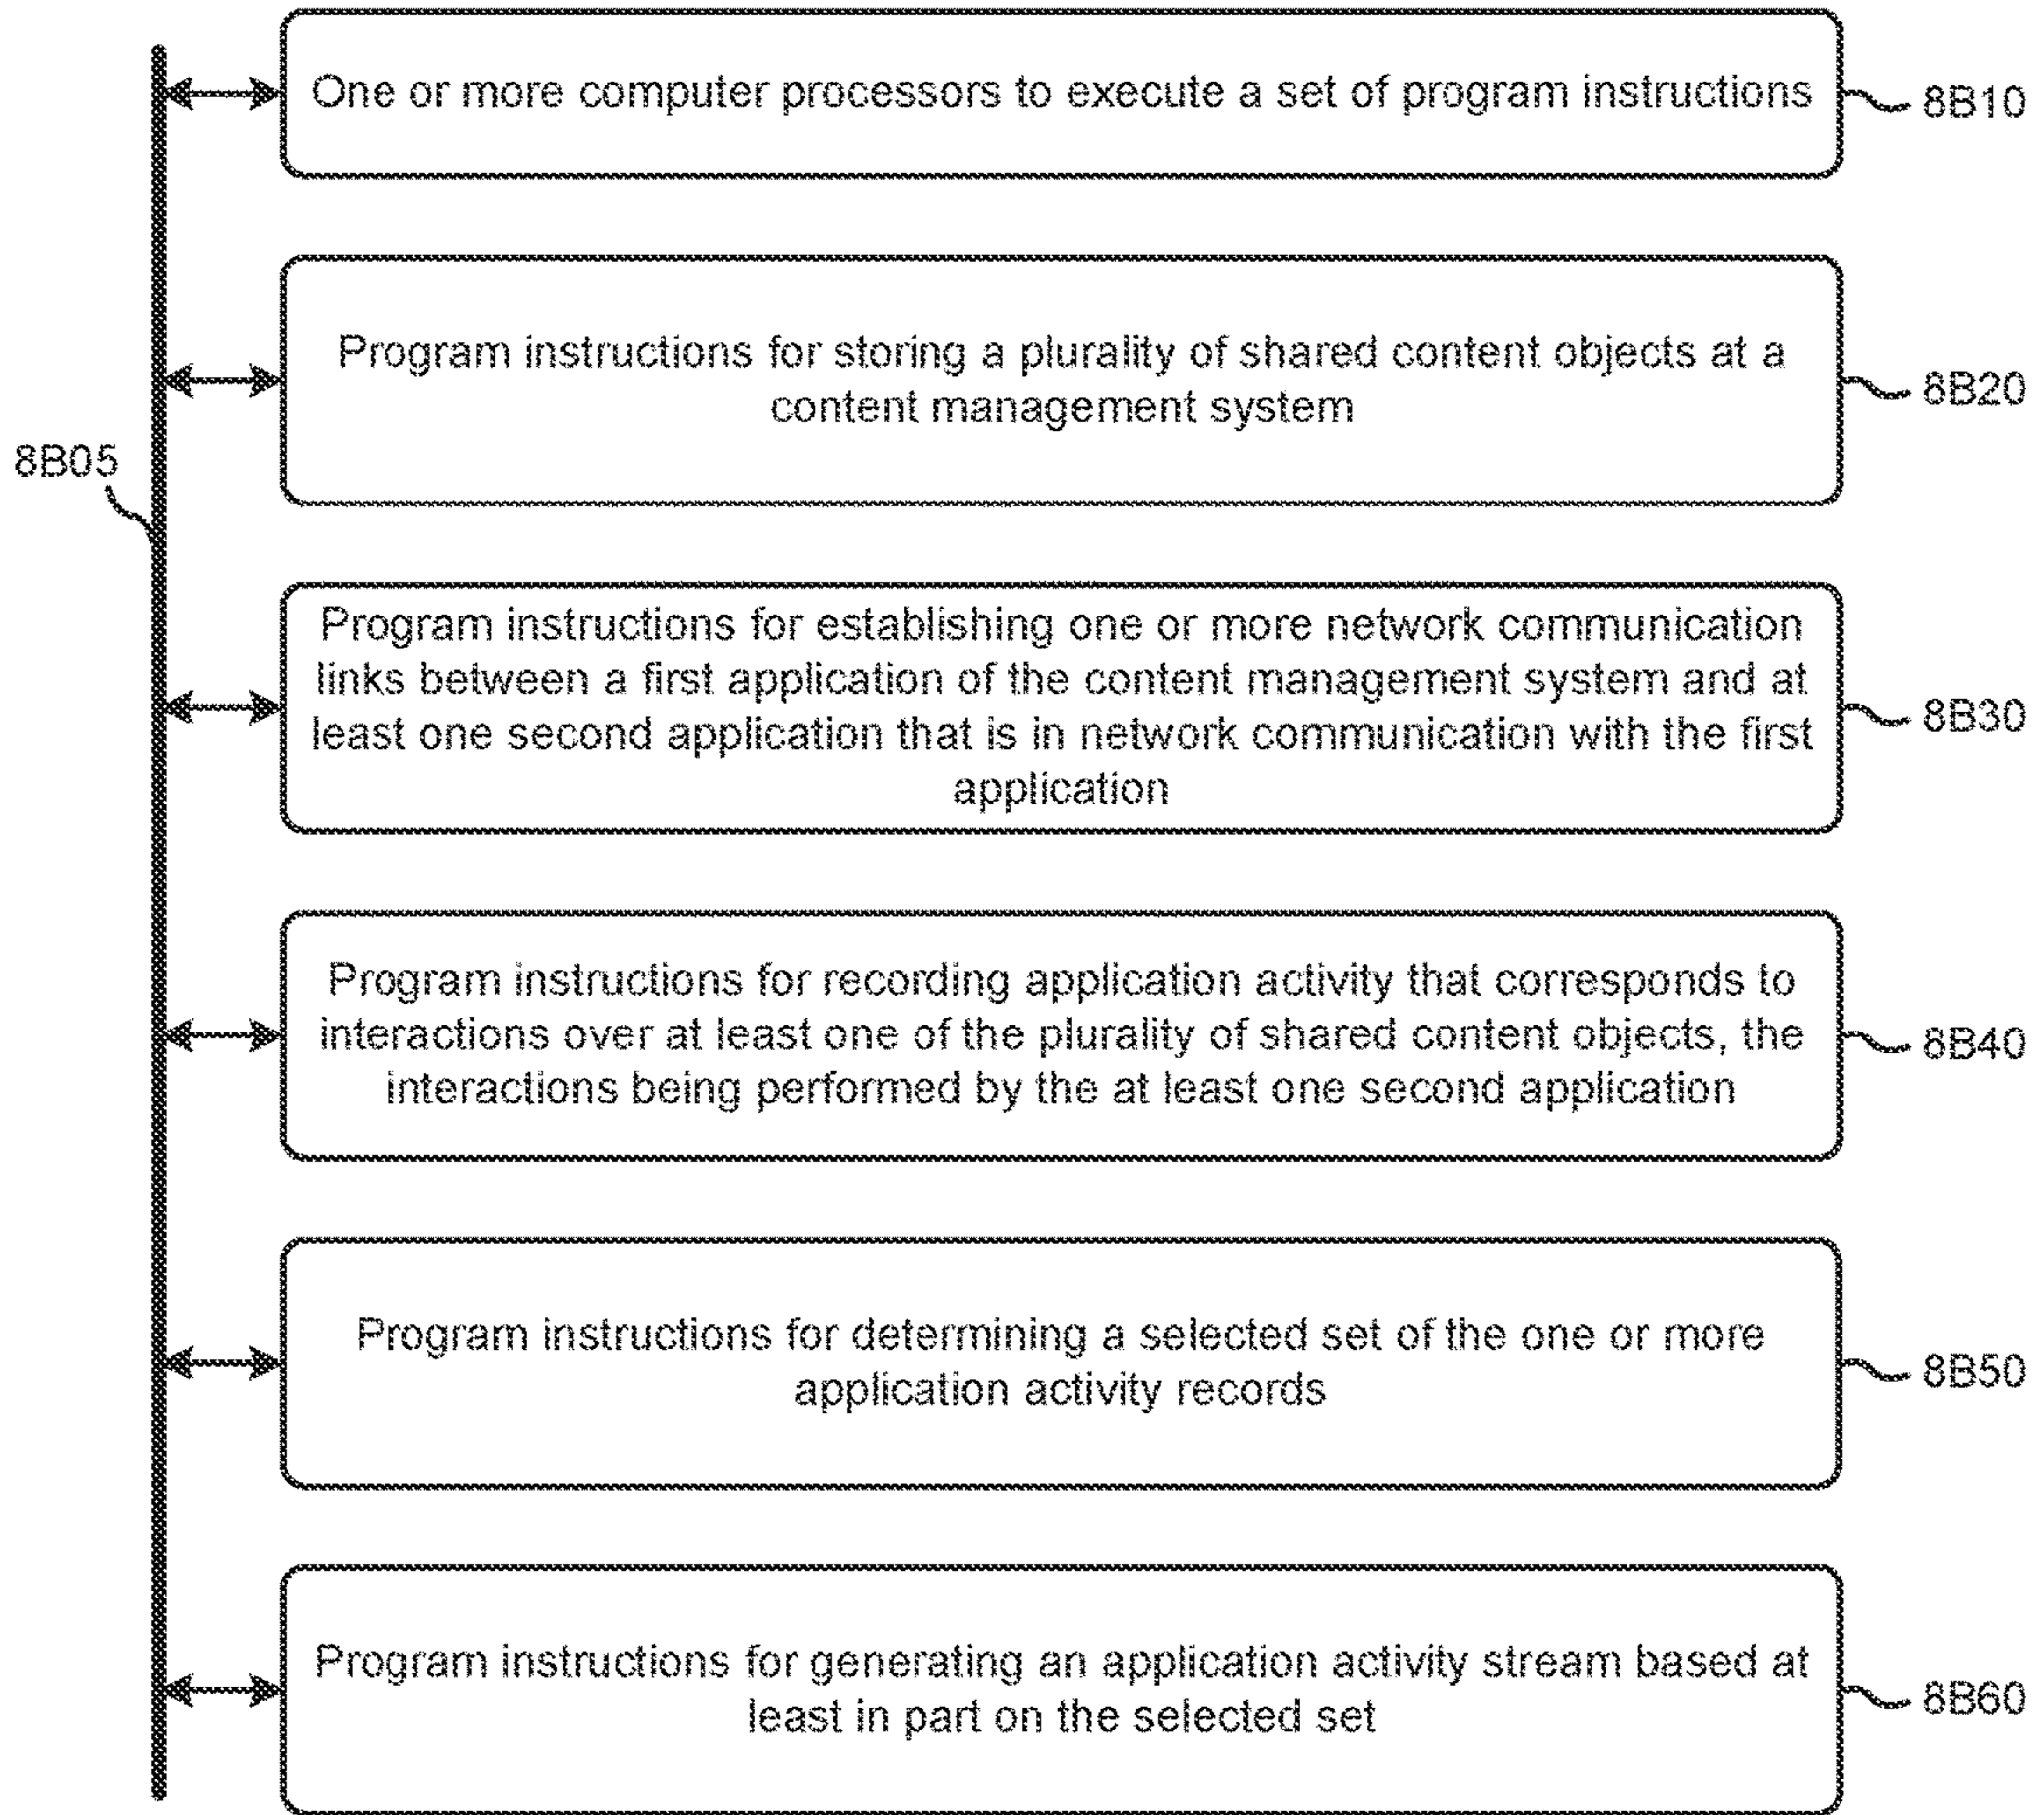 One or more computer processors to execute a set of program instructions
8B10
Program instructions for storing a plurality of shared content objects at a
content management system
8B20
8B05
Program instructions for establishing one or more network communication
links between a first application of the content management system and at
least one second application that is in network communication with the first
application
8B30
Program instructions for recording application activity that corresponds to
interactions over at least one of the plurality of shared content objects, the
interactions being performed by the at least one second application
8B40
Program instructions for determining a selected set of the one or more
application activity records
8B50
Program instructions for generating an application activity stream based at
least in part on the selected set
8B60